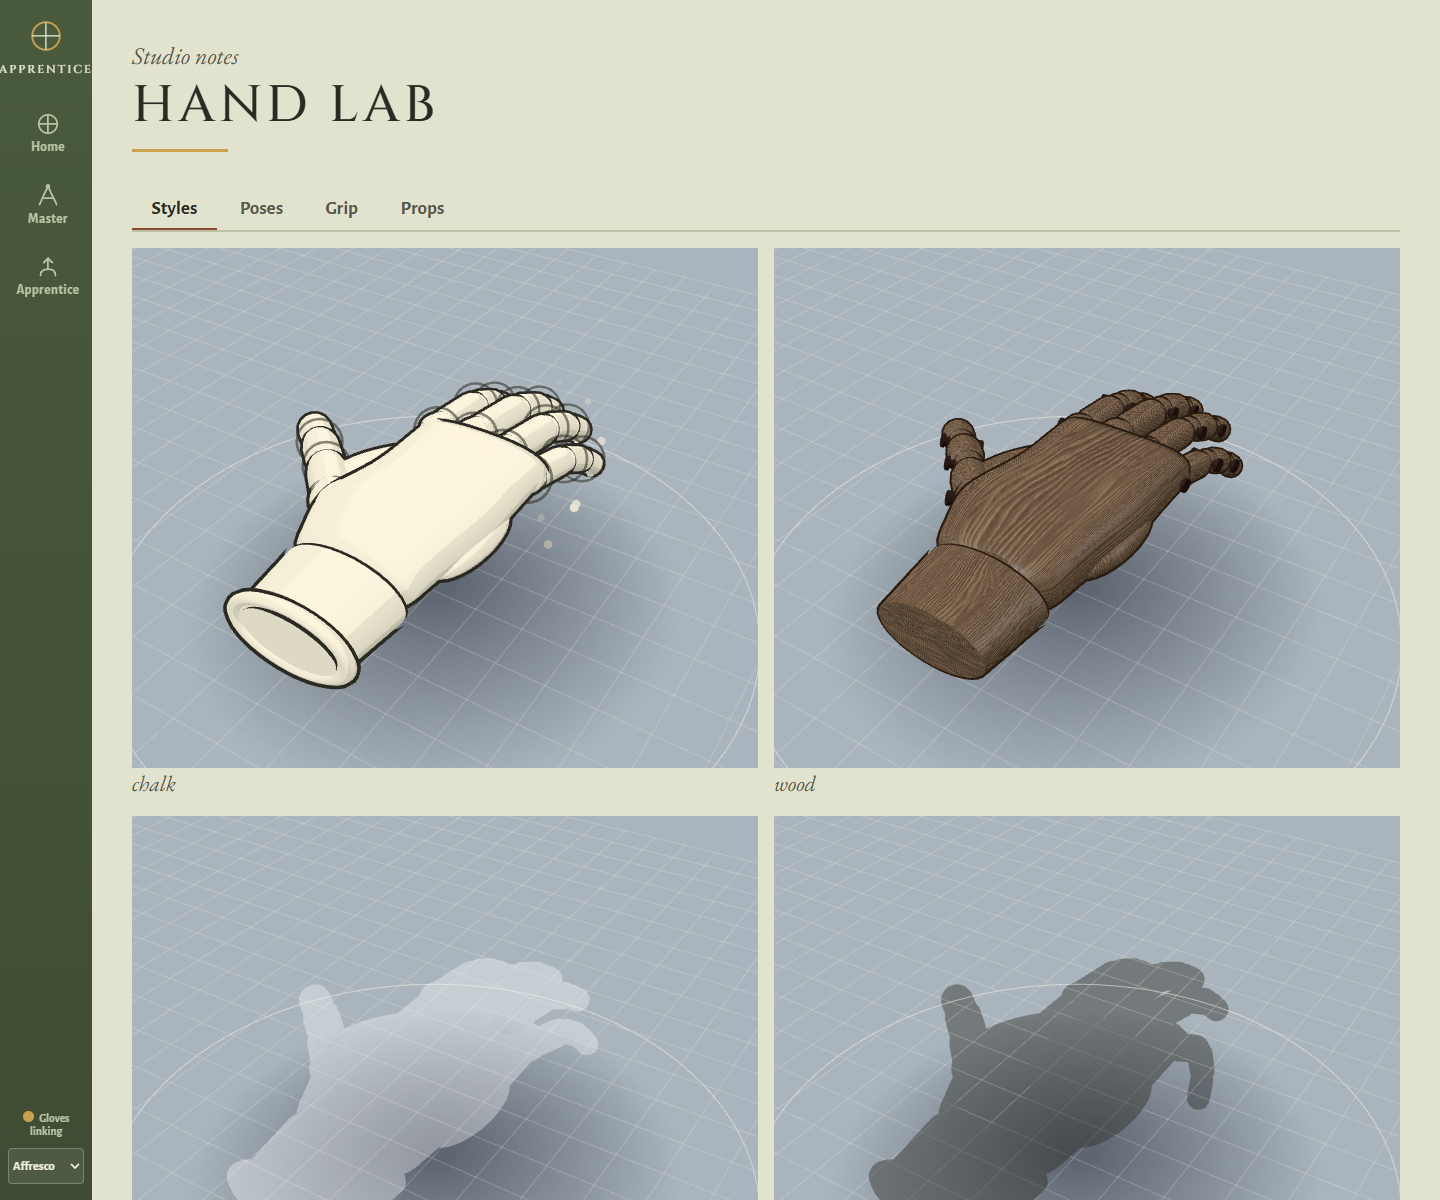 APPRENTICE
Home
Master
Apprentice
Gloves
linking
Affresco
Studio notes
HAND LAB
Styles
Poses
Grip
Props
chalk
wood